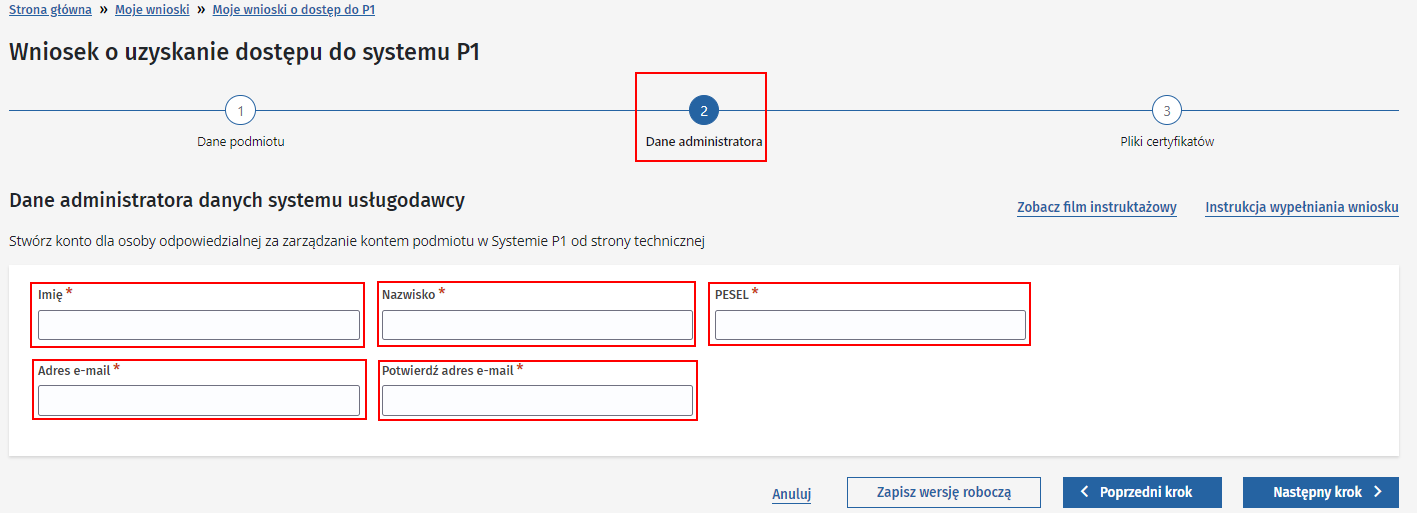 Strona główna » Moje wnioski » Moje wnioski o dostęp do P1
Wniosek o uzyskanie dostępu do systemu P1
1 2 3
Dane podmiotu Dane administratora Pliki certyfikatów
Dane administratora danych systemu usługodawcy
Zobacz film instruktażowy Instrukcja wypełniania wniosku
Stwórz konto dla osoby odpowiedzialnej za zarządzanie kontem podmiotu w Systemie P1 od strony technicznej
Imię * Nazwisko * PESEL *
Adres e-mail * Potwierdź adres e-mail *
Anuluj Zapisz wersję roboczą Poprzedni krok Następny krok